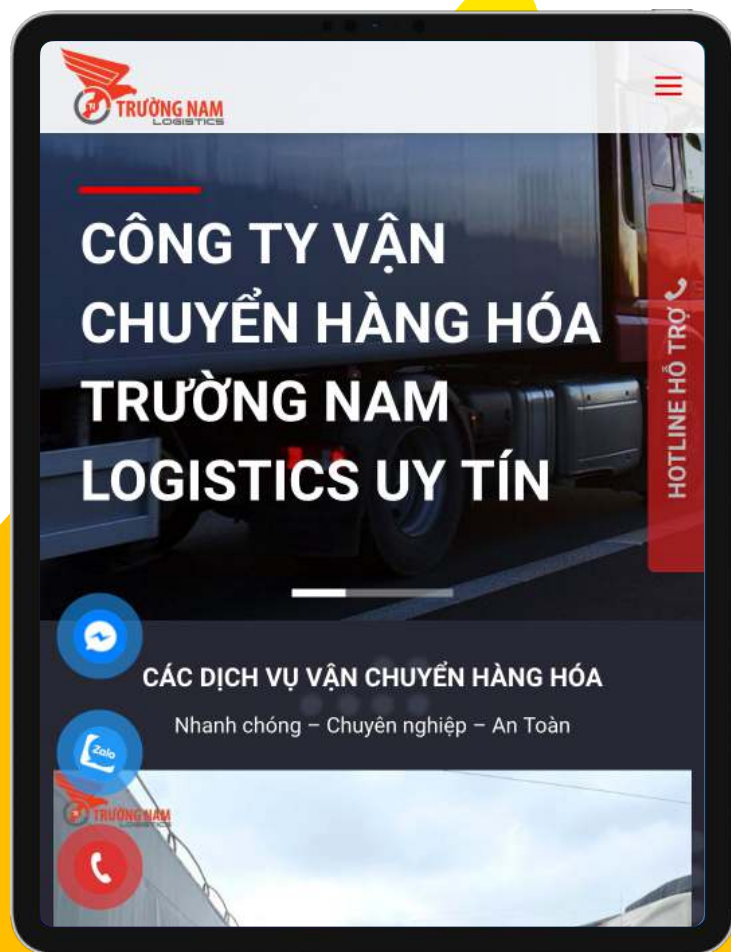 TRƯỜNG NAM
LOGISTICS
CÔNG TY VẬN
CHUYỂN HÀNG HÓA
TRƯỜNG NAM
LOGISTICS UY TÍN
HOTLINE HỖ TRỢ
CÁC DỊCH VỤ VẬN CHUYỂN HÀNG HÓA
Nhanh chóng – Chuyên nghiệp – An Toàn
Zalo
TRƯỜNG NAM
LOGISTICS